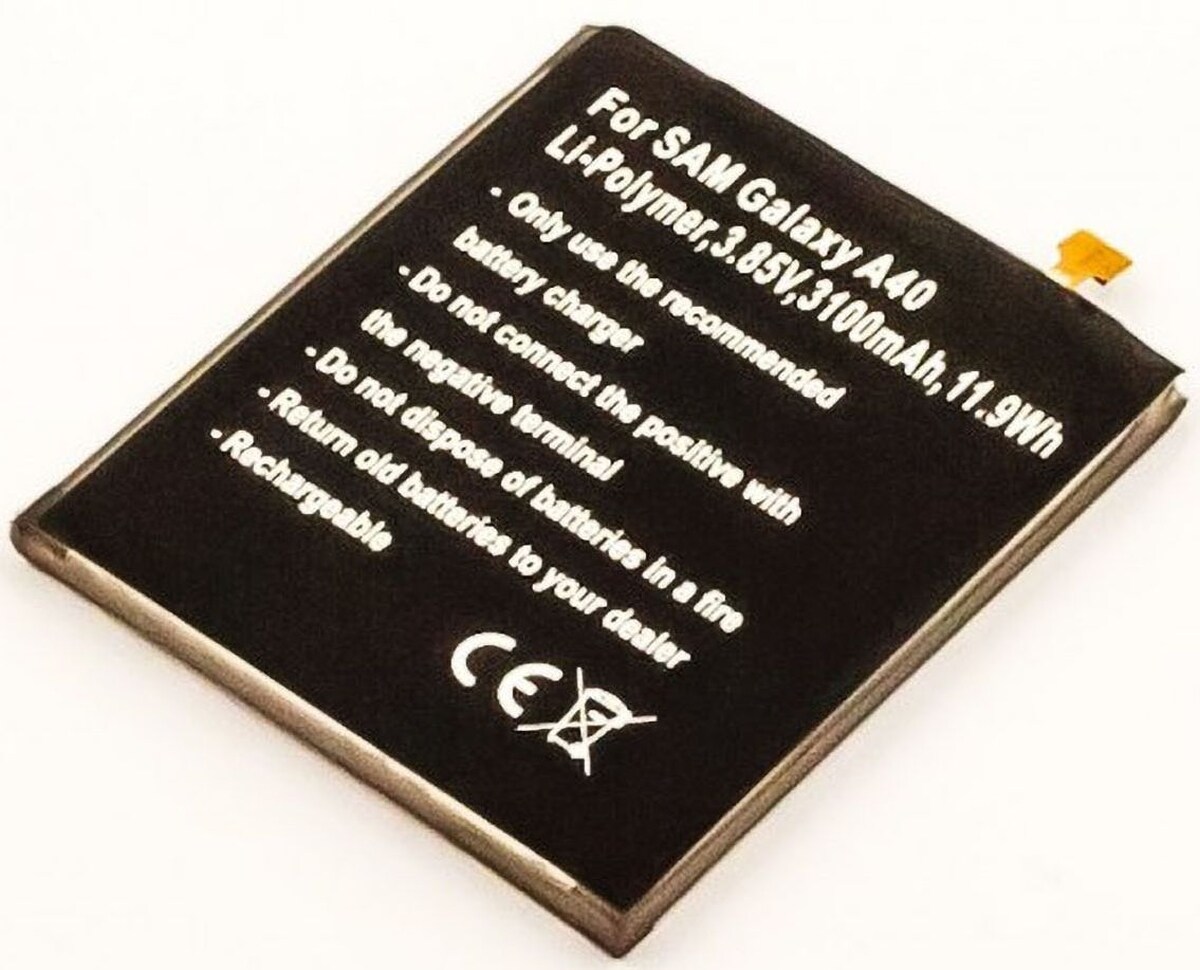 For SAM Galaxy A40
Li-Polymer,3.85V,3100mAh,11.9Wh
· Only use the recommended
battery charger
· Do not connect the positive with
the negative terminal
· Do not dispose of batteries in a fire
· Return old batteries to your dealer
· Rechargeable
CE